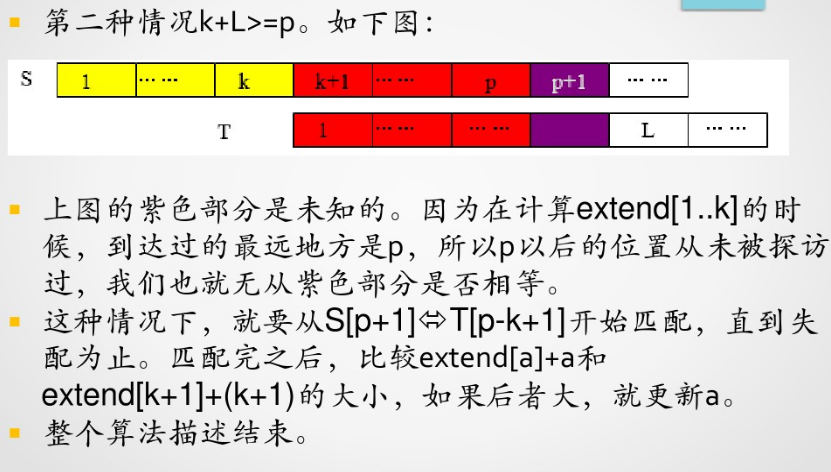 第二种情况k+L>=p。如下图：
S 1 ⋯⋯ k k+1 ⋯⋯ p p+1 ⋯⋯
T 1 ⋯⋯ ⋯⋯ L ⋯⋯
上图的紫色部分是未知的。因为在计算extend[1..k]的时
候，到达过的最远地方是p，所以p以后的位置从未被探访
过，我们也就无从紫色部分是否相等。
这种情况下，就要从S[p+1]⇔T[p-k+1]开始匹配，直到失
配为止。匹配完之后，比较extend[a]+a和
extend[k+1]+(k+1)的大小，如果后者大，就更新a。
整个算法描述结束。